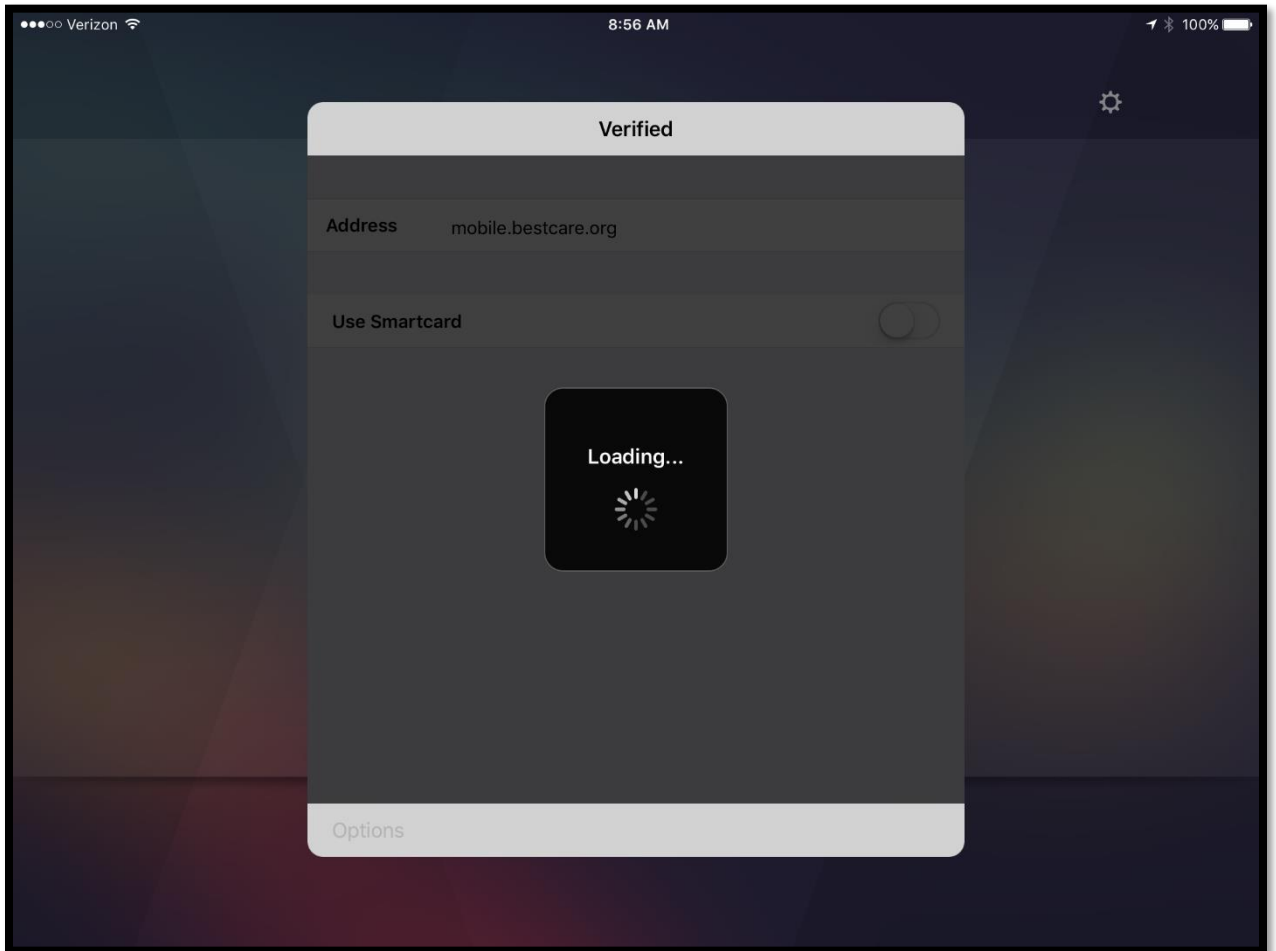 Verizon 8:56 AM 100%
Verified
Address mobile.bestcare.org
Use Smartcard
Loading...
Options